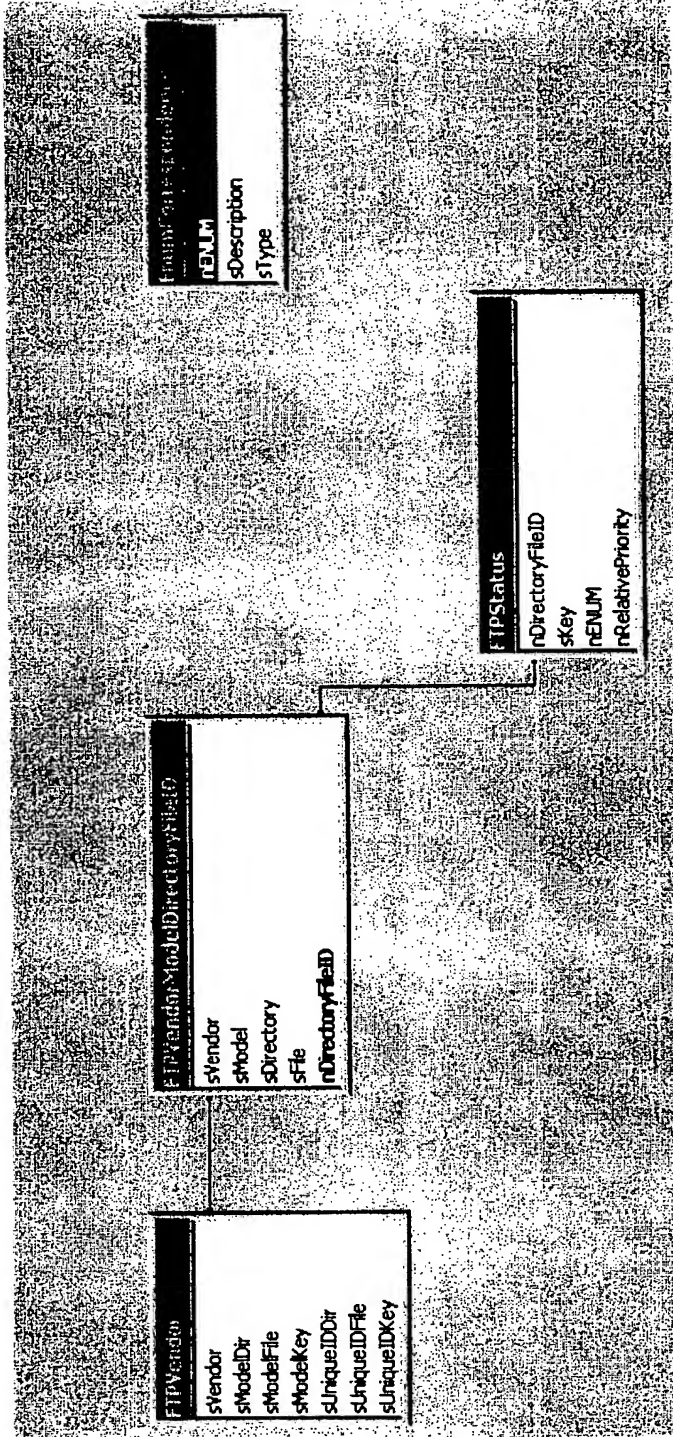 FTPVendor
sVendor
sModelDir
sModelFile
sModelKey
sUniqueIDDir
sUniqueIDFile
sUniqueIDKey
FTPVendorModelDirectoryFileID
sVendor
sModel
sDirectory
sFile
nDirectoryFileID
FTPStatus
nDirectoryFileID
sKey
nENUM
nRelativePriority
nENUM
sDescription
sType